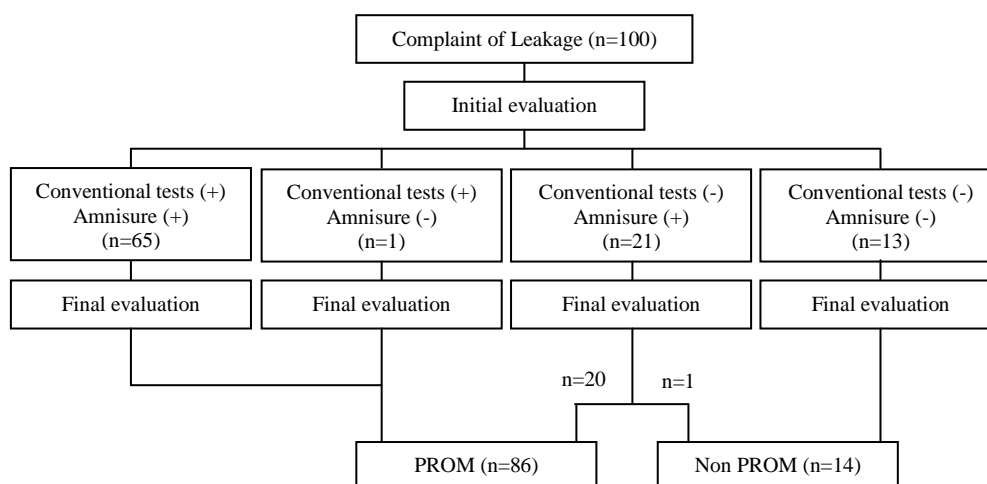 Complaint of Leakage (n=100)
Initial evaluation
Conventional tests (+)
Amnisure (+)
(n=65)
Conventional tests (+)
Amnisure (-)
(n=1)
Conventional tests (-)
Amnisure (+)
(n=21)
Conventional tests (-)
Amnisure (-)
(n=13)
Final evaluation
Final evaluation
Final evaluation
Final evaluation
n=20
n=1
PROM (n=86)
Non PROM (n=14)